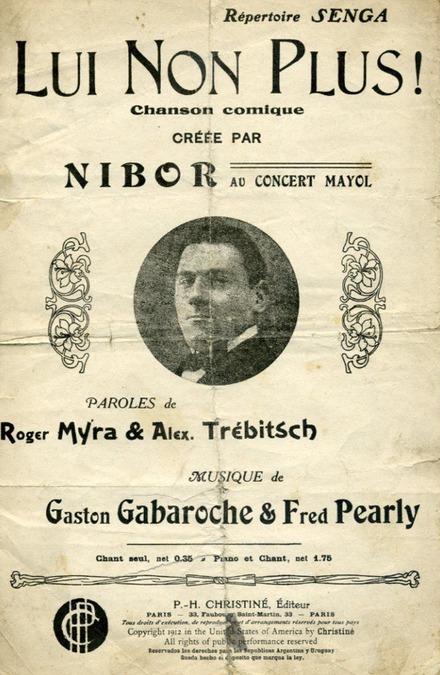 Répertoire SENGA
LUI NON PLUS!
Chanson comique
CRÉÉE PAR
NIBOR AU CONCERT MAYOL
PAROLES de
Roger Myra & Alex. Trébitsch
MUSIQUE de
Gaston Gabaroche & Fred Pearly
Chant seul, net 0.35 Piano et Chant, net 1.75
P.-H. CHRISTINÉ, Éditeur
PARIS — 33, Faubourg Saint-Martin, 33 — PARIS
Tous droits d'exécution, de reproduction et d'arrangements réservés pour tous pays
Copyright 1912 in the United States of America by Christiné
All rights of public performance reserved
Reservados los derechos para las Republicas Argentina y Uruguay
Queda hecho el deposito que marqua la ley.